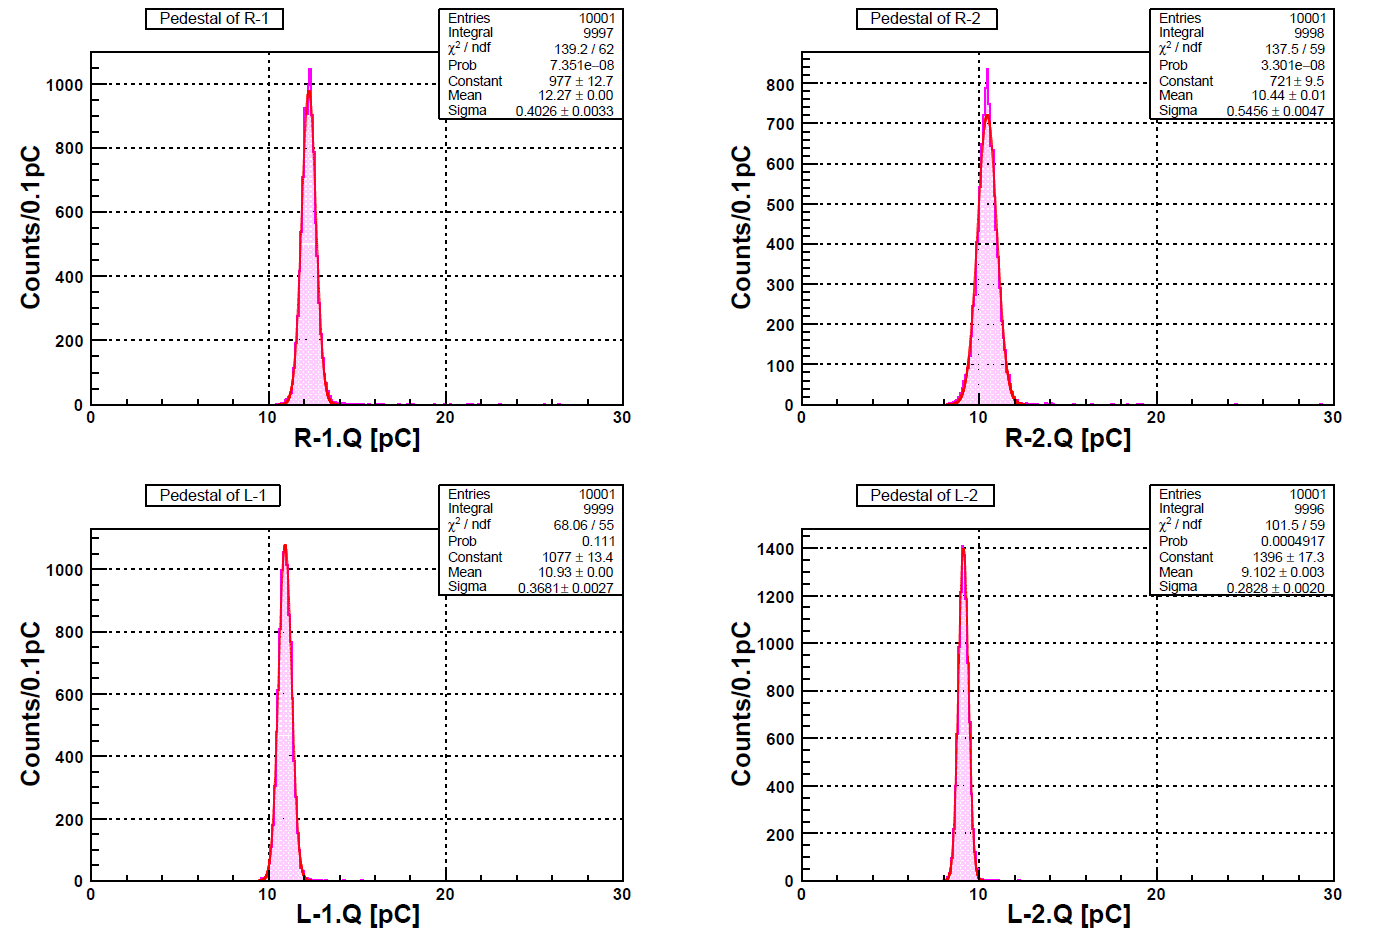 Pedestal of R-1
Entries 10001
Integral 9997
χ² / ndf 139.2 / 62
Prob 7.351e−08
Constant 977 ± 12.7
Mean 12.27 ± 0.00
Sigma 0.4026 ± 0.0033
Counts/0.1pC
1000
800
600
400
200
0
0 10 20 30
R-1.Q [pC]
Pedestal of R-2
Entries 10001
Integral 9998
χ² / ndf 137.5 / 59
Prob 3.301e−08
Constant 721 ± 9.5
Mean 10.44 ± 0.01
Sigma 0.5456 ± 0.0047
Counts/0.1pC
800
700
600
500
400
300
200
100
0
0 10 20 30
R-2.Q [pC]
Pedestal of L-1
Entries 10001
Integral 9999
χ² / ndf 68.06 / 55
Prob 0.111
Constant 1077 ± 13.4
Mean 10.93 ± 0.00
Sigma 0.3681 ± 0.0027
Counts/0.1pC
1000
800
600
400
200
0
0 10 20 30
L-1.Q [pC]
Pedestal of L-2
Entries 10001
Integral 9996
χ² / ndf 101.5 / 59
Prob 0.0004917
Constant 1396 ± 17.3
Mean 9.102 ± 0.003
Sigma 0.2828 ± 0.0020
Counts/0.1pC
1400
1200
1000
800
600
400
200
0
0 10 20 30
L-2.Q [pC]